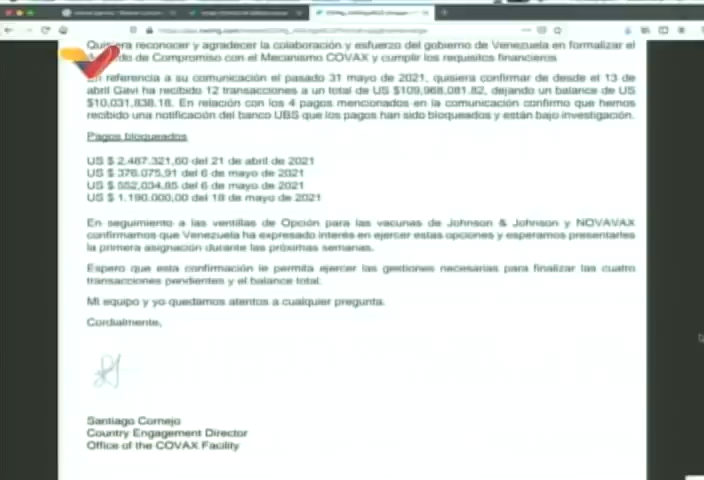 Quisiera reconocer y agradecer la colaboración y esfuerzo del gobierno de Venezuela en formalizar el
de Compromiso con el Mecanismo COVAX y cumplir los requisitos financieros
En referencia a su comunicación el pasado 31 mayo de 2021, quisiera confirmar de desde el 13 de
abril Gavi ha recibido 12 transacciones a un total de US $109,968,081.82, dejando un balance de US
$10,031,838.18. En relación con los 4 pagos mencionados en la comunicación confirmo que hemos
recibido una notificación del banco UBS que los pagos han sido bloqueados y están bajo investigación.
Pagos bloqueados
US $ 2.487.321,60 del 21 de abril de 2021
US $ 376.075,91 del 6 de mayo de 2021
US $ 552,034,85 del 6 de mayo de 2021
US $ 1.190.000,00 del 18 de mayo de 2021
En seguimiento a las ventillas de Opción para las vacunas de Johnson & Johnson y NOVAVAX
confirmamos que Venezuela ha expresado interés en ejercer estas opciones y esperamos presentarles
la primera asignación durante las próximas semanas.
Espero que esta confirmación le permita ejercer las gestiones necesarias para finalizar las cuatro
transacciones pendientes y el balance total.
Mi equipo y yo quedamos atentos a cualquier pregunta.
Cordialmente,
Santiago Cornejo
Country Engagement Director
Office of the COVAX Facility